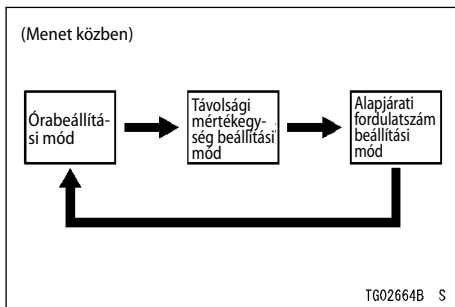 (Menet közben)
Órabeállítá-
si mód
Távolsági
mértékegy-
ség beállítási
mód
Alapjárati
fordulatszám
beállítási
mód
TG02664B S